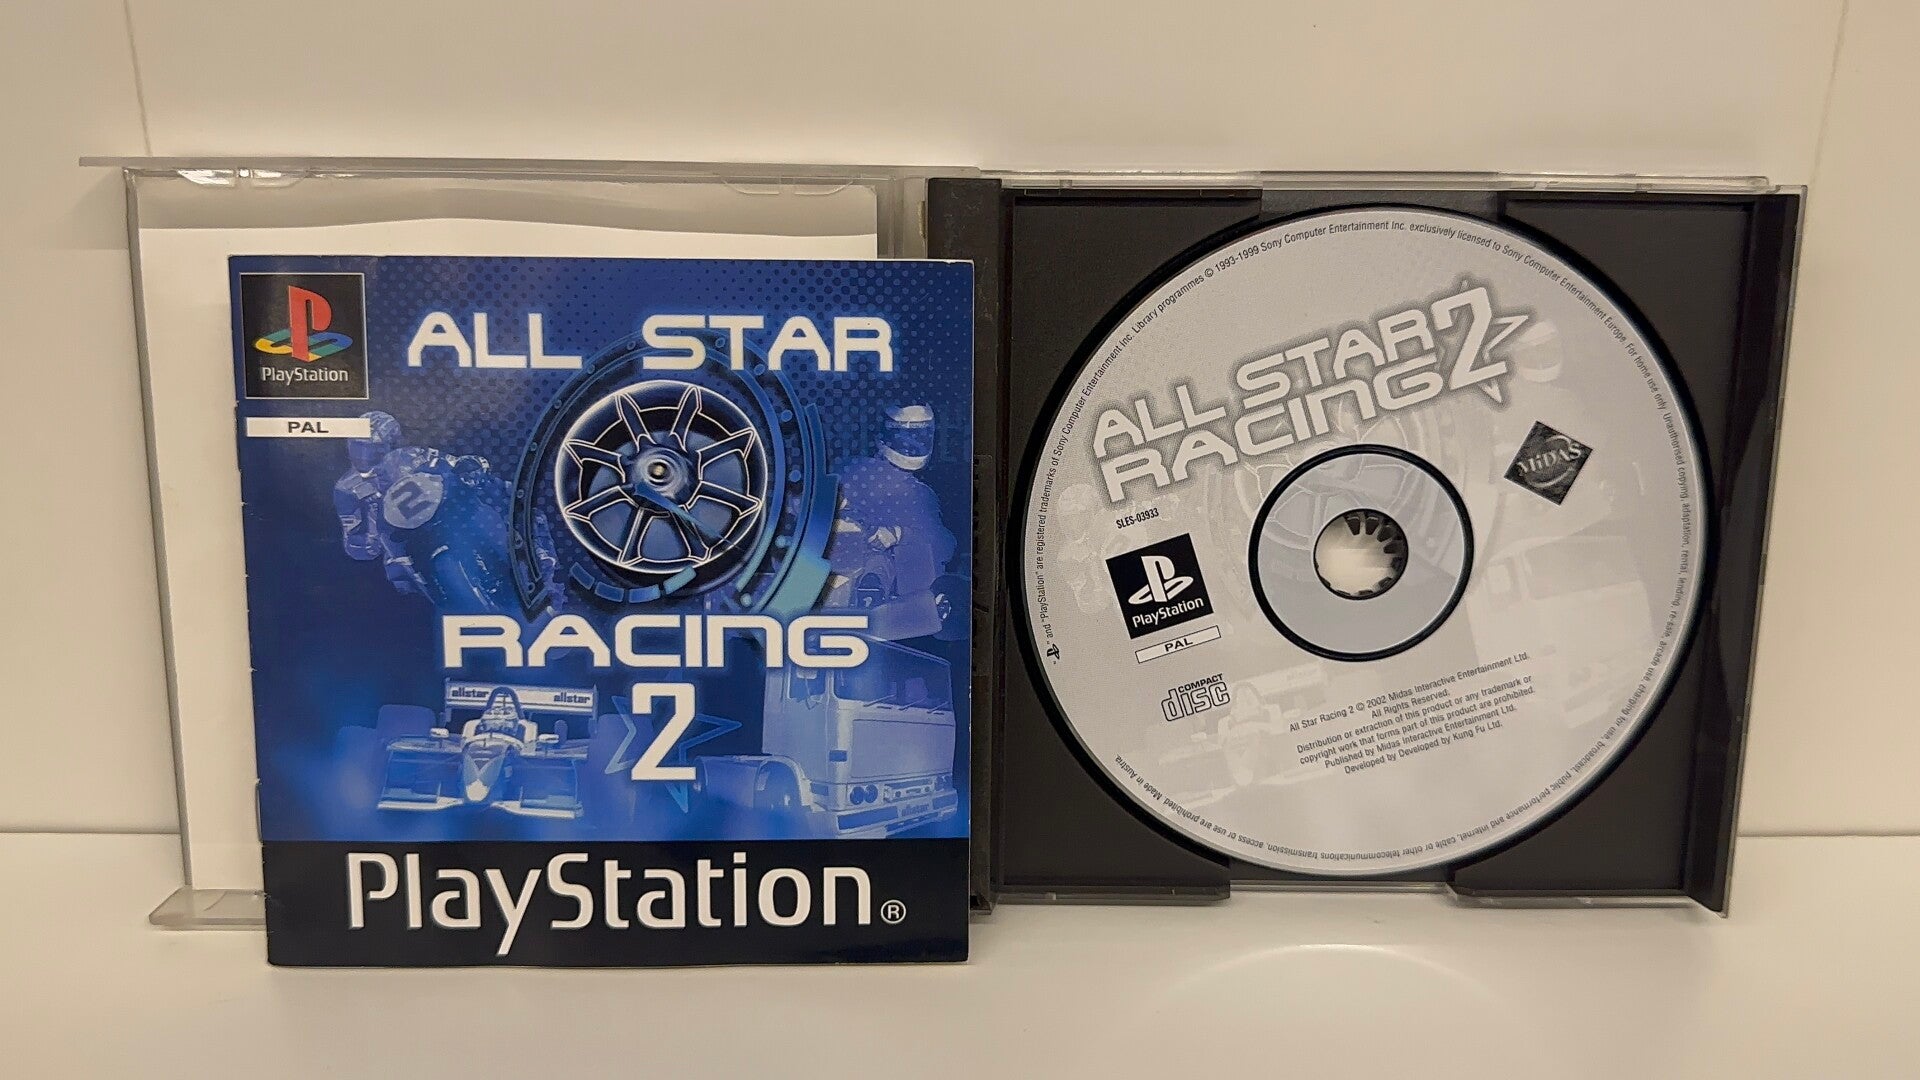 PlayStation
PAL
ALL STAR
RACING
2
2
allstar allstar
allstar
PlayStation®
"PS" and "PlayStation" are registered trademarks of Sony Computer Entertainment Inc. Library programmes © 1993-1999 Sony Computer Entertainment Inc. exclusively licensed to Sony Computer Entertainment Europe. For home use only. Unauthorised copying, adaptation, rental, lending, re-sale, arcade use, charging for use, broadcast, public performance and internet, cable or other telecommunications transmission, access or use are prohibited. Made in Austria.
ALL STAR
RACING 2
MiDAS
SLES-03933
PlayStation
PAL
COMPACT
disc
All Star Racing 2 © 2002 Midas Interactive Entertainment Ltd.
All Rights Reserved.
Distribution or extraction of this product or any trademark or
copyright work that forms part of this product are prohibited.
Published by Midas Interactive Entertainment Ltd.
Developed by Developed by Kung Fu Ltd.